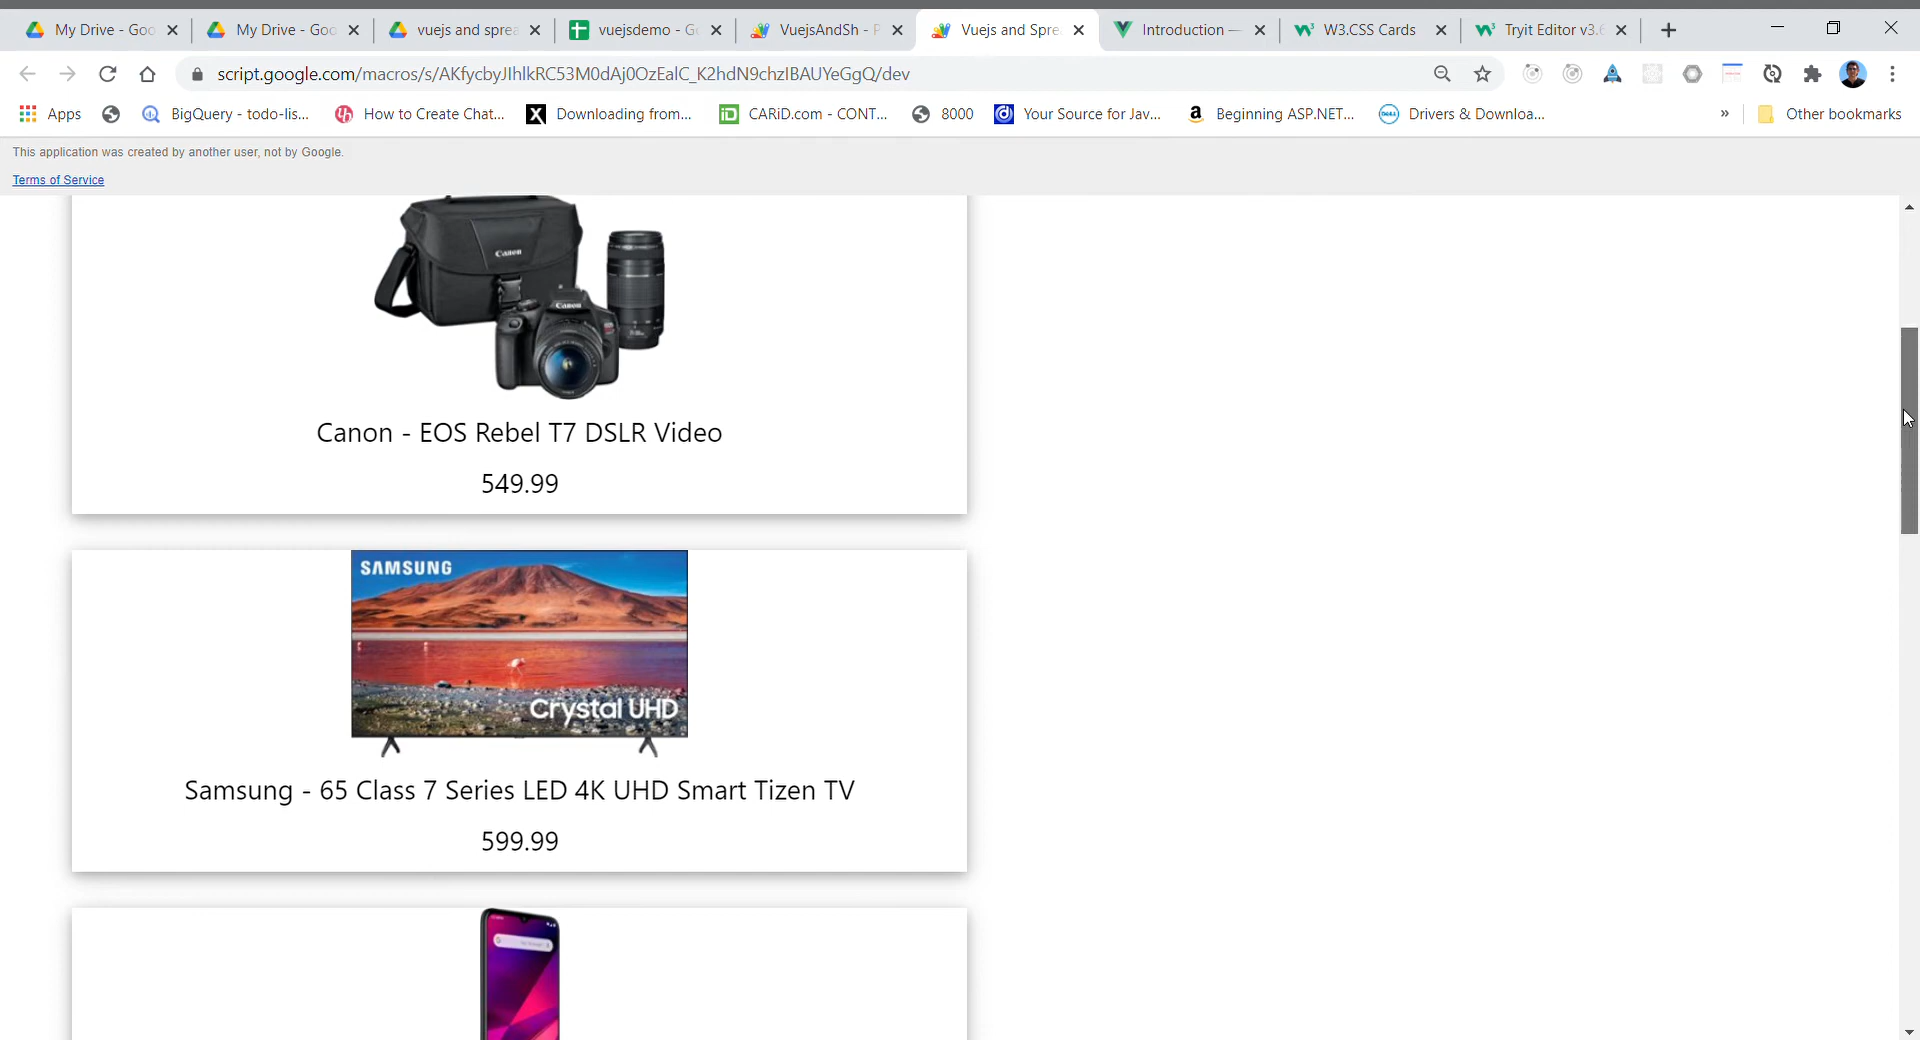 My Drive - Goo
My Drive - Goo
vuejs and sprea
vuejsdemo - Go
VuejsAndSh - P
Vuejs and Spre
Introduction —
W3.CSS Cards
Tryit Editor v3.6
script.google.com/macros/s/AKfycbyJIhlkRC53M0dAj0OzEalC_K2hdN9chzIBAUYeGgQ/dev
Apps
BigQuery - todo-lis...
How to Create Chat...
Downloading from...
CARiD.com - CONT...
8000
Your Source for Jav...
Beginning ASP.NET...
Drivers & Downloa...
»
Other bookmarks
This application was created by another user, not by Google.
Terms of Service
Canon
Canon
Canon - EOS Rebel T7 DSLR Video
549.99
SAMSUNG
Crystal UHD
Samsung - 65 Class 7 Series LED 4K UHD Smart Tizen TV
599.99